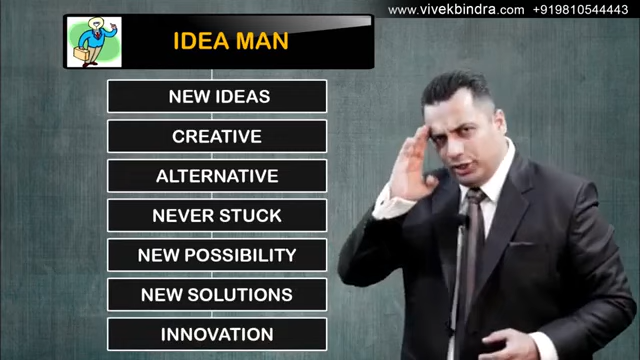 www.vivekbindra.com +919810544443
IDEA MAN
NEW IDEAS
CREATIVE
ALTERNATIVE
NEVER STUCK
NEW POSSIBILITY
NEW SOLUTIONS
INNOVATION